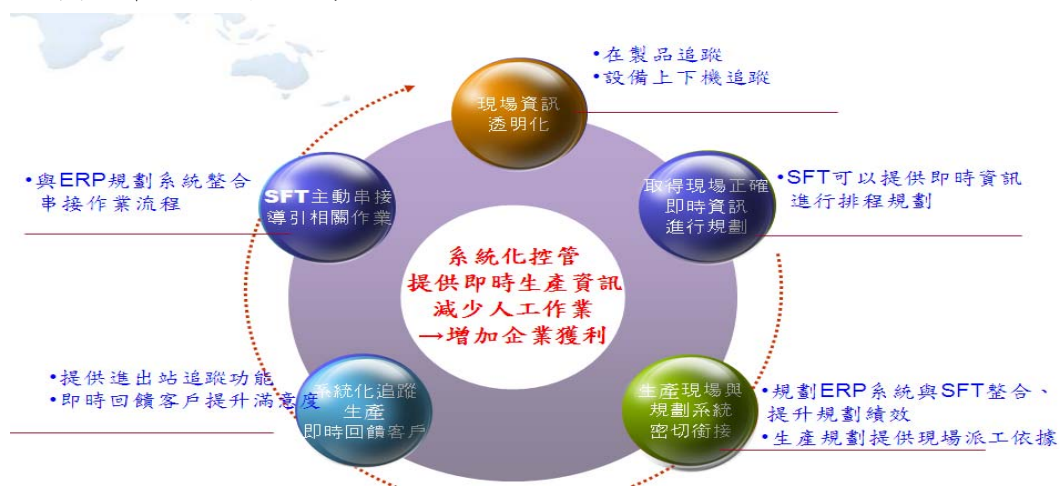 •在製品追蹤
•設備上下機追蹤
現場資訊
透明化
•與ERP規劃系統整合
串接作業流程
SFT主動串接
導引相關作業
取得現場正確
即時資訊
進行規劃
•SFT可以提供即時資訊
進行排程規劃
系統化控管
提供即時生產資訊
減少人工作業
→增加企業獲利
•提供進出站追蹤功能
•即時回饋客戶提升滿意度
系統化追蹤
生產
即時回饋客戶
生產現場與
規劃系統
密切銜接
•規劃ERP系統與SFT整合、
提升規劃績效
•生產規劃提供現場派工依據